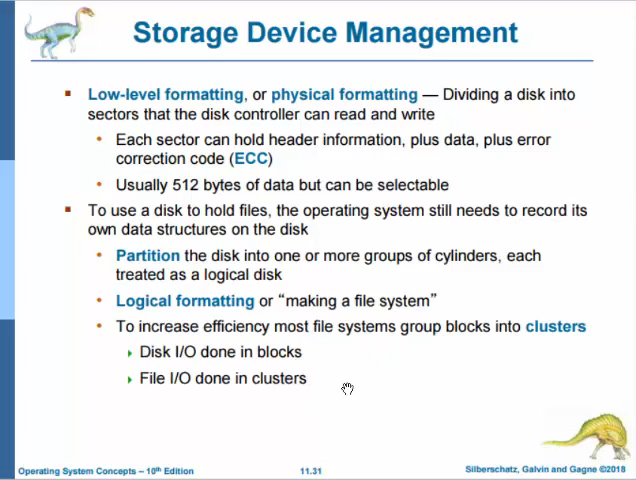 Storage Device Management
Low-level formatting, or physical formatting — Dividing a disk into
sectors that the disk controller can read and write
Each sector can hold header information, plus data, plus error
correction code (ECC)
Usually 512 bytes of data but can be selectable
To use a disk to hold files, the operating system still needs to record its
own data structures on the disk
Partition the disk into one or more groups of cylinders, each
treated as a logical disk
Logical formatting or “making a file system”
To increase efficiency most file systems group blocks into clusters
Disk I/O done in blocks
File I/O done in clusters
Operating System Concepts – 10th Edition
11.31
Silberschatz, Galvin and Gagne ©2018